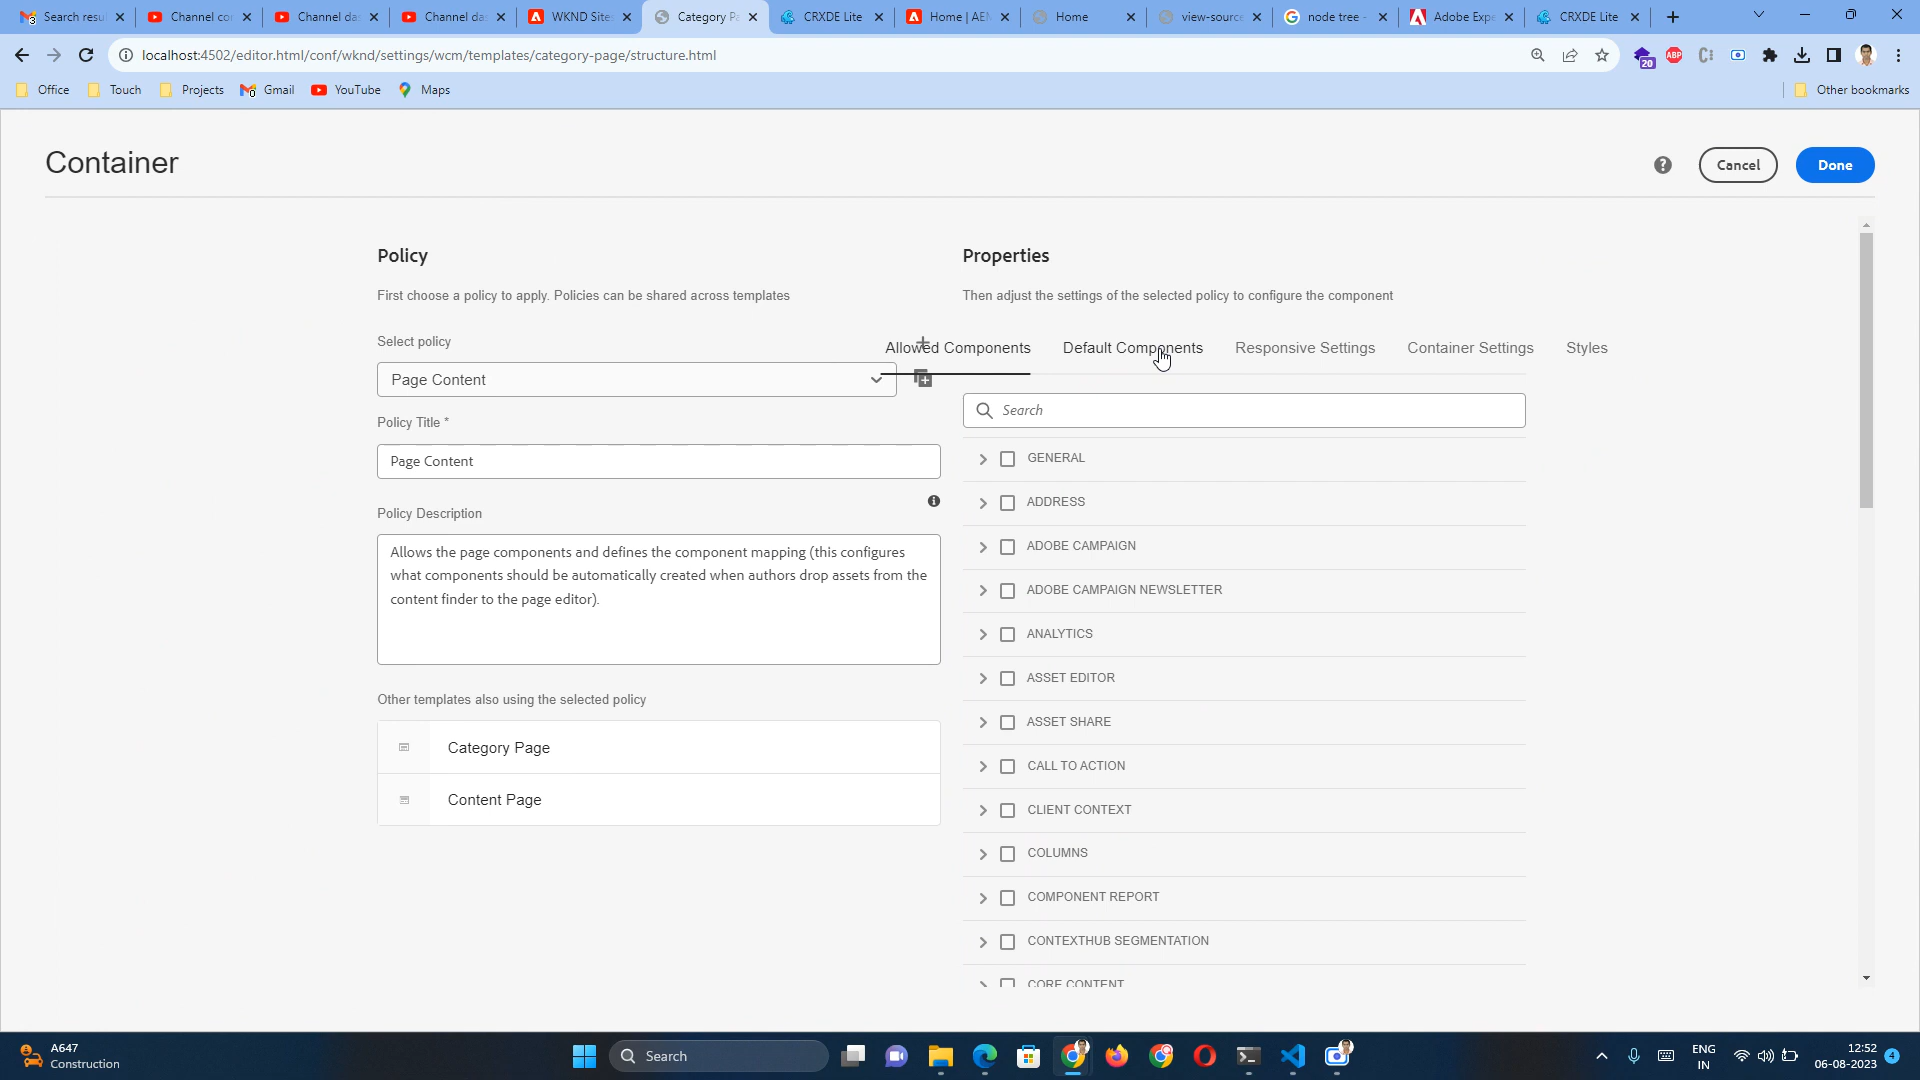 Search resu
Channel co
Channel da
Channel da
WKND Site
Category Pa
CRXDE Lite
Home | AEM
Home
view-source
node tree -
Adobe Expe
CRXDE Lite
localhost:4502/editor.html/conf/wknd/settings/wcm/templates/category-page/structure.html
20
ABP
Office
Touch
Projects
Gmail
YouTube
Maps
Other bookmarks
Container
Cancel
Done
Policy
First choose a policy to apply. Policies can be shared across templates
Select policy
Page Content
Policy Title *
Page Content
Policy Description
Allows the page components and defines the component mapping (this configures
what components should be automatically created when authors drop assets from the
content finder to the page editor).
Other templates also using the selected policy
Category Page
Content Page
Properties
Then adjust the settings of the selected policy to configure the component
Allowed Components
Default Components
Responsive Settings
Container Settings
Styles
Search
GENERAL
ADDRESS
ADOBE CAMPAIGN
ADOBE CAMPAIGN NEWSLETTER
ANALYTICS
ASSET EDITOR
ASSET SHARE
CALL TO ACTION
CLIENT CONTEXT
COLUMNS
COMPONENT REPORT
CONTEXTHUB SEGMENTATION
CORE CONTENT
A647
Construction
Search
ENG
IN
12:52
06-08-2023
4